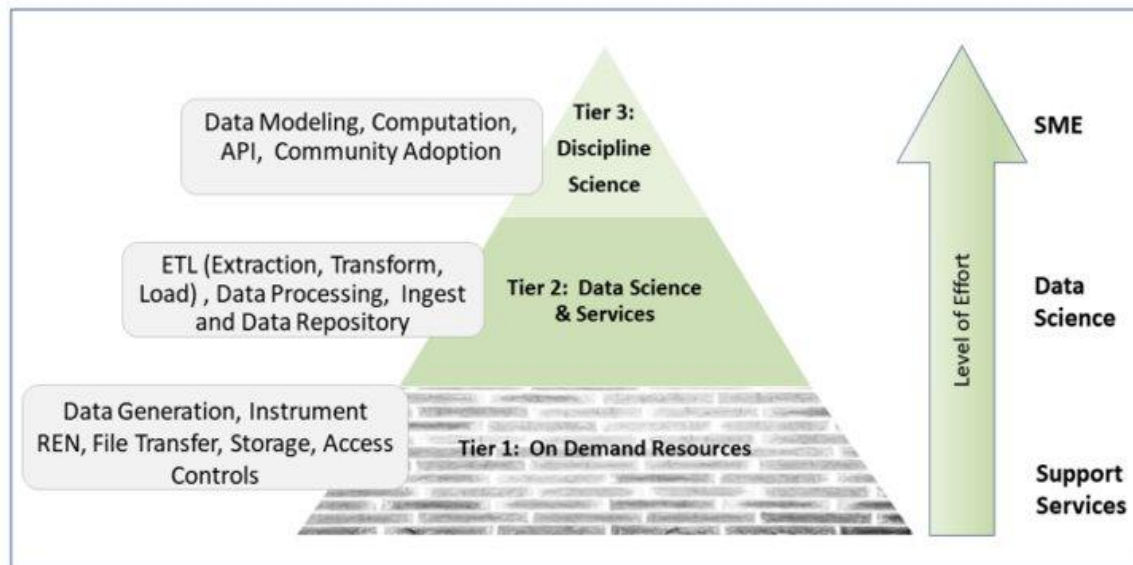 Data Modeling, Computation,
API,  Community Adoption
Tier 3:
Discipline
Science
SME
ETL (Extraction, Transform,
Load) , Data Processing,  Ingest
and Data Repository
Tier 2:  Data Science
& Services
Level of Effort
Data
Science
Data Generation, Instrument
REN, File Transfer, Storage, Access
Controls
Tier 1:  On Demand Resources
Support
Services